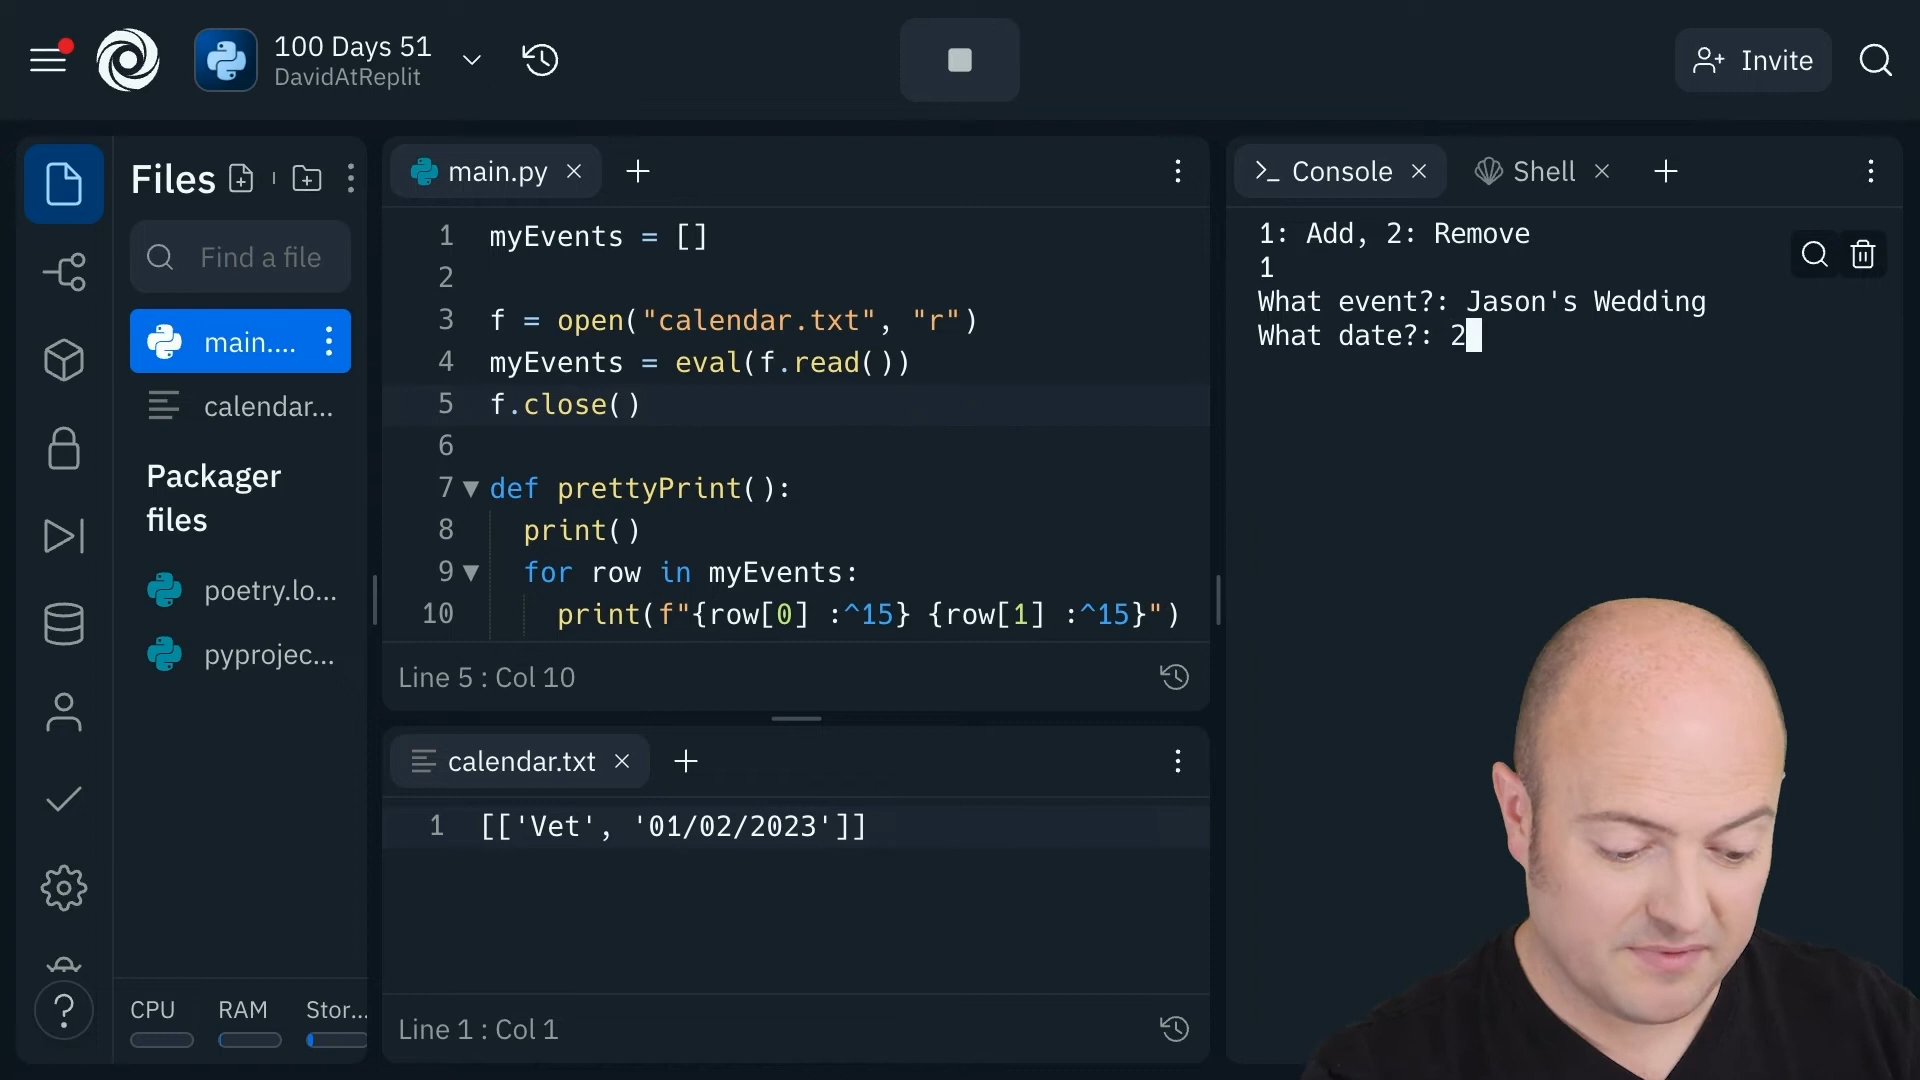 100 Days 51
DavidAtReplit
Invite
Files
Find a file
main....
calendar...
Packager
files
poetry.lo...
pyprojec...
CPU RAM Stor...
main.py
1 myEvents = []
2
3 f = open("calendar.txt", "r")
4 myEvents = eval(f.read())
5 f.close()
6
7 def prettyPrint():
8 print()
9 for row in myEvents:
10 print(f"{row[0] :^15} {row[1] :^15}")
Line 5 : Col 10
calendar.txt
1 [['Vet', '01/02/2023']]
Line 1 : Col 1
Console Shell
1: Add, 2: Remove
1
What event?: Jason's Wedding
What date?: 2